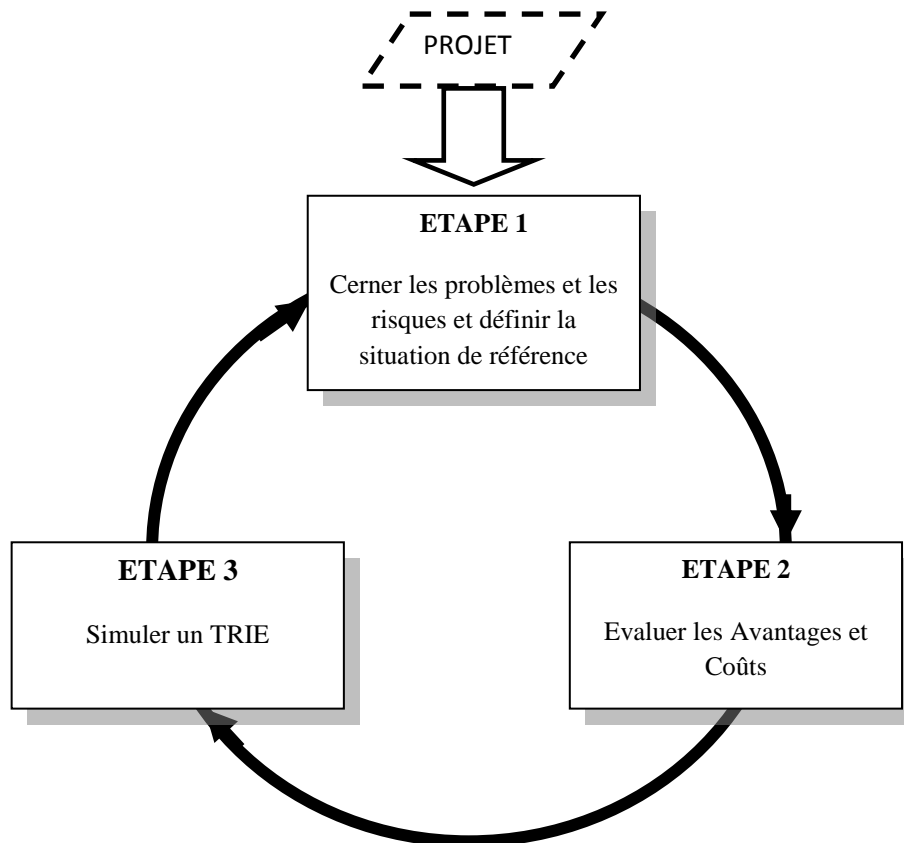 PROJET
ETAPE 1
Cerner les problèmes et les
risques et définir la
situation de référence
ETAPE 3
Simuler un TRIE
ETAPE 2
Evaluer les Avantages et
Coûts